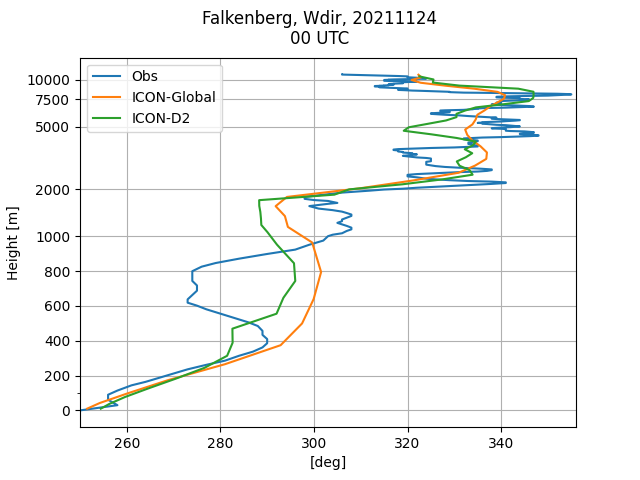 Falkenberg, Wdir, 20211124
00 UTC
Obs
ICON-Global
ICON-D2
10000
7500
5000
2000
1000
800
600
400
200
0
Height [m]
260
280
300
320
340
[deg]